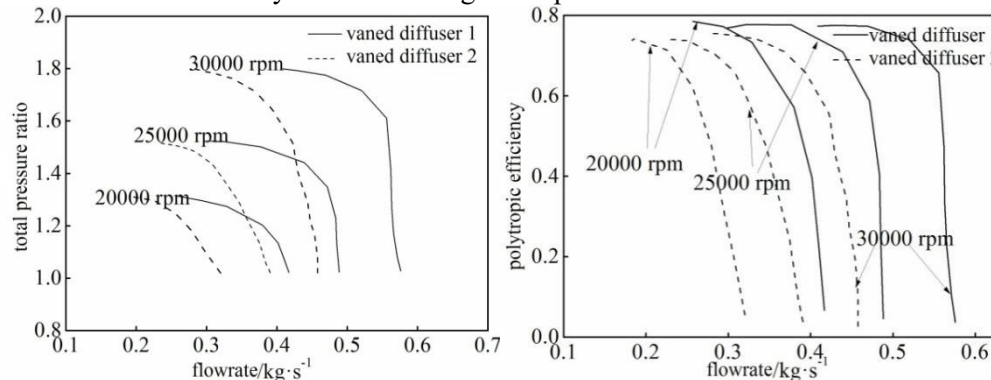 total pressure ratio
2.0
1.8
1.6
1.4
1.2
1.0
0.8
vaned diffuser 1
vaned diffuser 2
30000 rpm
25000 rpm
20000 rpm
0.1 0.2 0.3 0.4 0.5 0.6 0.7
flowrate/kg·s⁻¹
polytropic efficiency
0.8
0.6
0.4
0.2
0.0
vaned diffuser
vaned diffuser
20000 rpm
25000 rpm
30000 rpm
0.1 0.2 0.3 0.4 0.5 0.6
flowrate/kg·s⁻¹